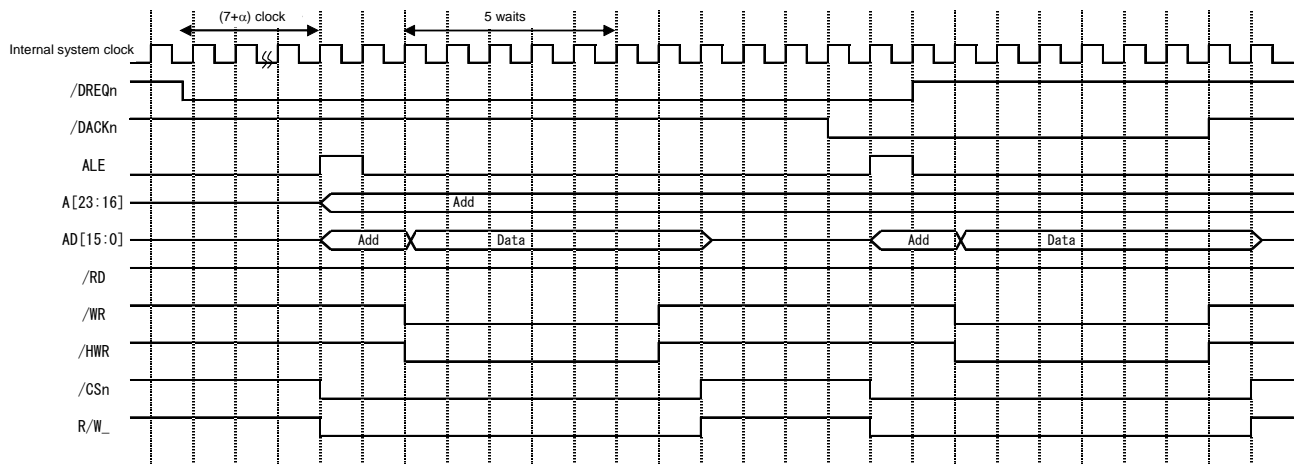 (7+α) clock 5 waits
Internal system clock
/DREQn
/DACKn
ALE
A[23:16] Add
AD[15:0] Add Data Add Data
/RD
/WR
/HWR
/CSn
R/W_